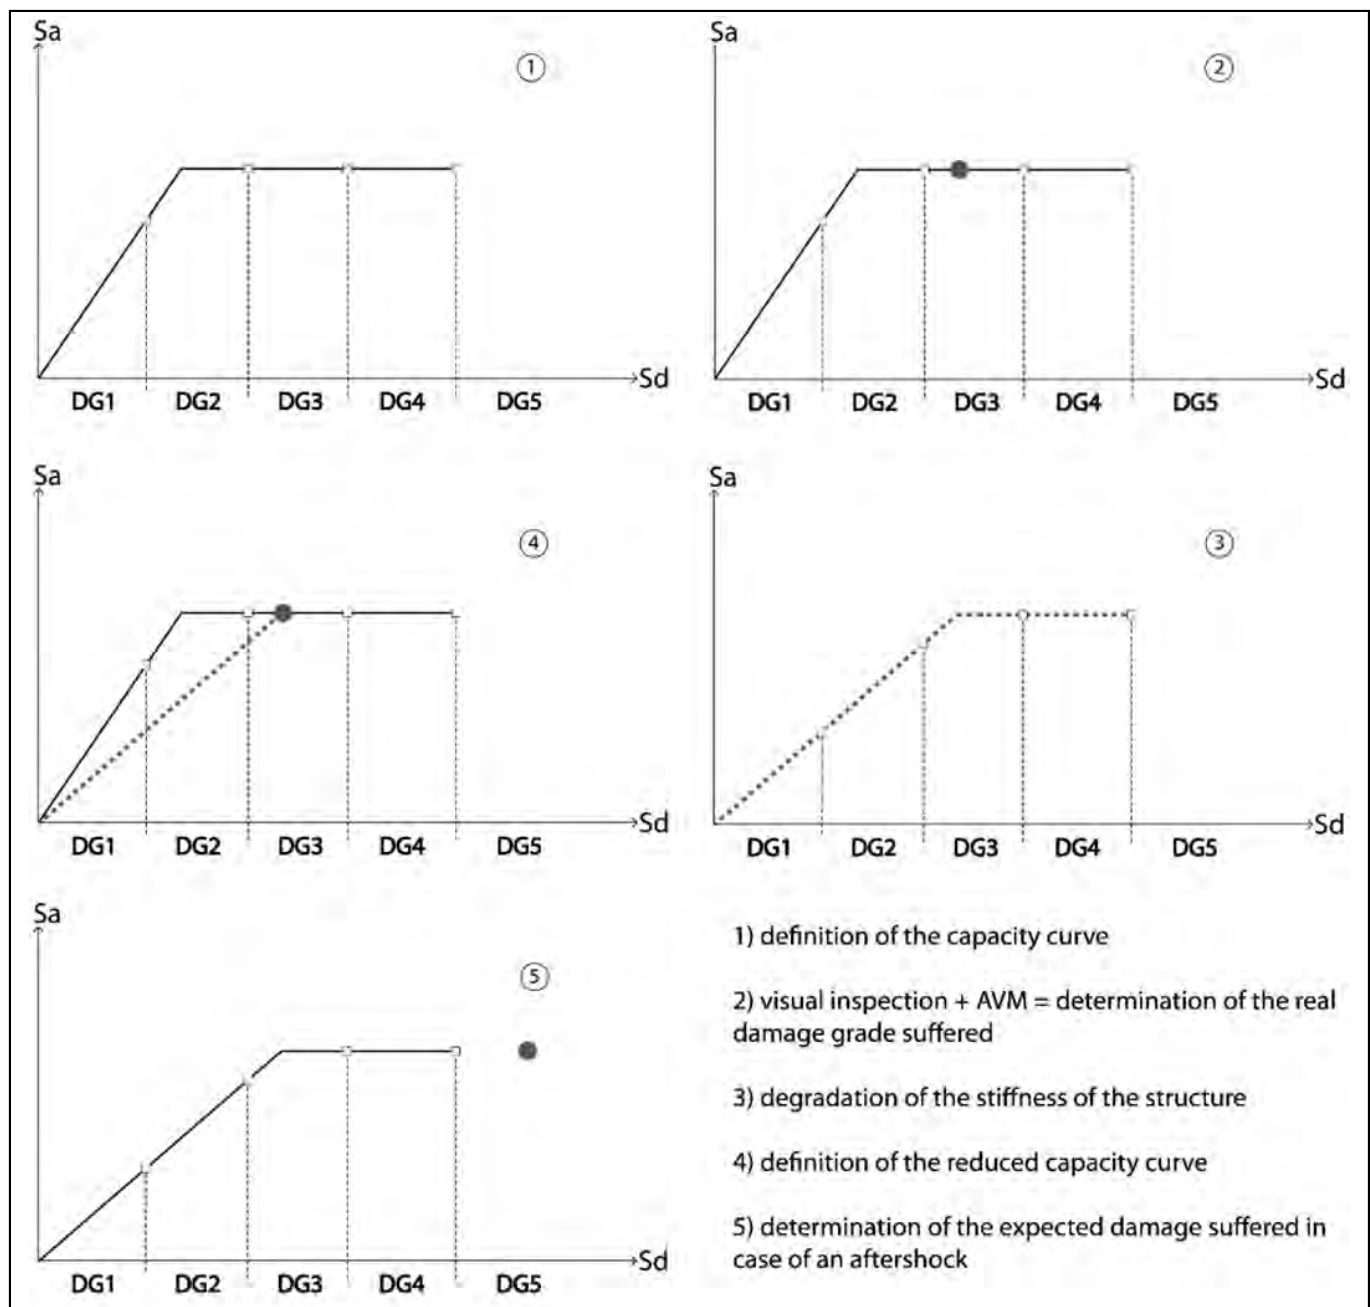 Sa
①
Sd
DG1 DG2 DG3 DG4 DG5
Sa
②
Sd
DG1 DG2 DG3 DG4 DG5
Sa
④
Sd
DG1 DG2 DG3 DG4 DG5
Sa
③
Sd
DG1 DG2 DG3 DG4 DG5
Sa
⑤
Sd
DG1 DG2 DG3 DG4 DG5
1) definition of the capacity curve
2) visual inspection + AVM = determination of the real
damage grade suffered
3) degradation of the stiffness of the structure
4) definition of the reduced capacity curve
5) determination of the expected damage suffered in
case of an aftershock